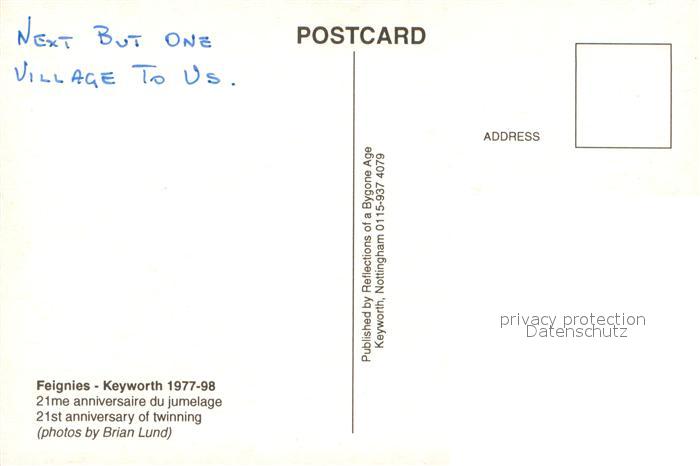 Next But One
Village To Us.
POSTCARD
ADDRESS
Published by Reflections of a Bygone Age
Keyworth, Nottingham 0115-937 4079
privacy protection
Datenschutz
Feignies - Keyworth 1977-98
21me anniversaire du jumelage
21st anniversary of twinning
(photos by Brian Lund)